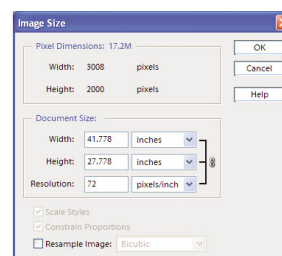 Image Size
Pixel Dimensions: 17.2M
Width: 3008 pixels
Height: 2000 pixels
Document Size:
Width: 41.778 inches
Height: 27.778 inches
Resolution: 72 pixels/inch
Scale Styles
Constrain Proportions
Resample Image: Bicubic
OK
Cancel
Help